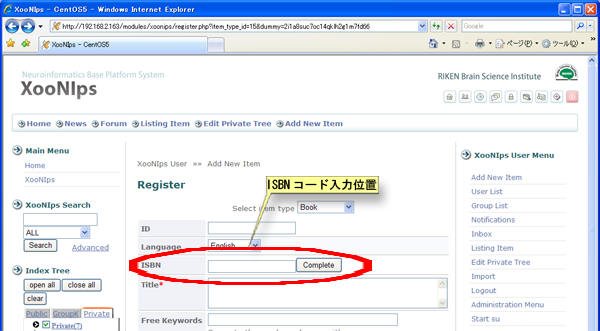 XooNIps - CentOS5 - Windows Internet Explorer
http://192.168.2.163/modules/xoonips/register.php?item_type_id=15&dummy=2i1a8suc7oc14qklh2g1m7fd66
Google
XooNIps - CentOS5
ページ(P)
ツール(O)
Neuroinformatics Base Platform System
XooNIps
RIKEN Brain Science Institute
Home
News
Forum
Listing Item
Edit Private Tree
Add New Item
Main Menu
Home
XooNIps
XooNIps Search
ALL
Search
Advanced
Index Tree
open all
close all
clear
Public
GroupK
Private
Private(7)
XooNIps User »» Add New Item
Register
ISBN コード入力位置
Select item type
Book
ID
Language
English
ISBN
Complete
Title*
Free Keywords
XooNIps User Menu
Add New Item
User List
Group List
Notifications
Inbox
Listing Item
Edit Private Tree
Import
Logout
Administration Menu
Start su